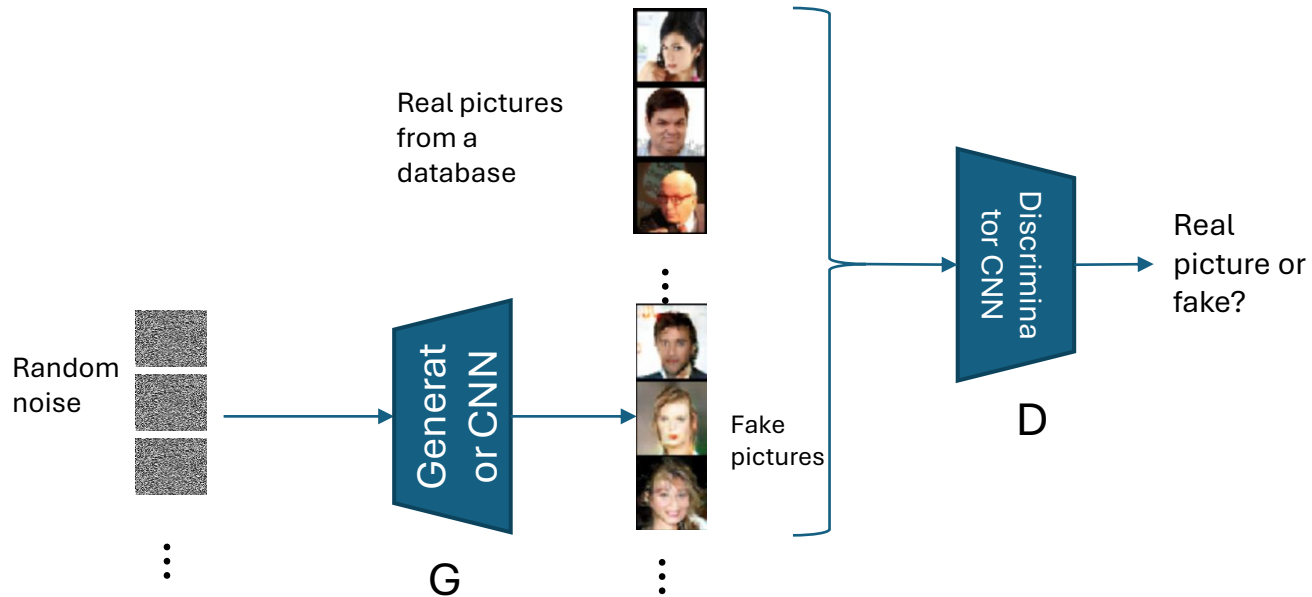 Real pictures
from a
database
Random
noise
Generat
or CNN
G
Fake
pictures
Discrimina
tor CNN
D
Real
picture or
fake?